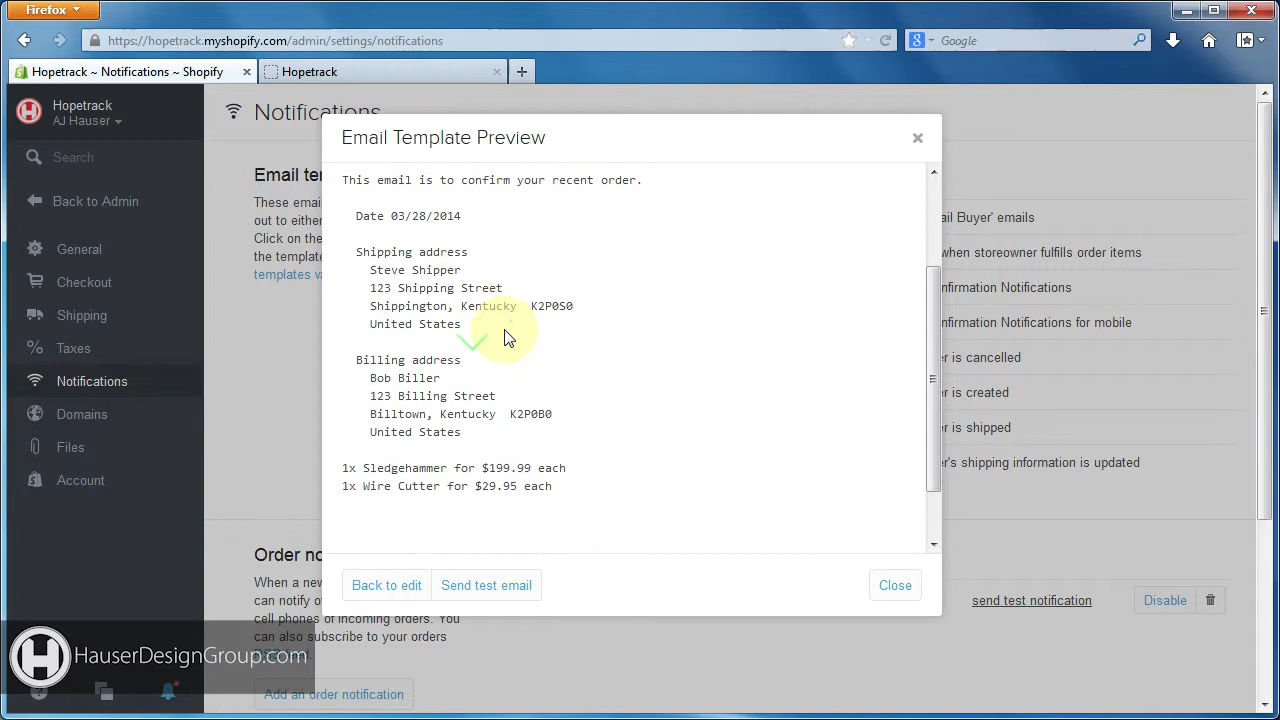 Firefox
https://hopetrack.myshopify.com/admin/settings/notifications
Google
Hopetrack ~ Notifications ~ Shopify
Hopetrack
Hopetrack
AJ Hauser
Search
Back to Admin
General
Checkout
Shipping
Taxes
Notifications
Domains
Files
Account
Notifications
Email te
These emai
out to either
Click on the
the template
templates va
ail Buyer' emails
when storeowner fulfills order items
nfirmation Notifications
nfirmation Notifications for mobile
er is cancelled
er is created
er is shipped
er's shipping information is updated
Email Template Preview
This email is to confirm your recent order.
Date 03/28/2014
Shipping address
Steve Shipper
123 Shipping Street
Shippington, Kentucky K2P0S0
United States
Billing address
Bob Biller
123 Billing Street
Billtown, Kentucky K2P0B0
United States
1x Sledgehammer for $199.99 each
1x Wire Cutter for $29.95 each
Back to edit
Send test email
Close
Order no
When a new
can notify o
cell phones of incoming orders. You
can also subscribe to your orders
send test notification
Disable
Add an order notification
HauserDesignGroup.com